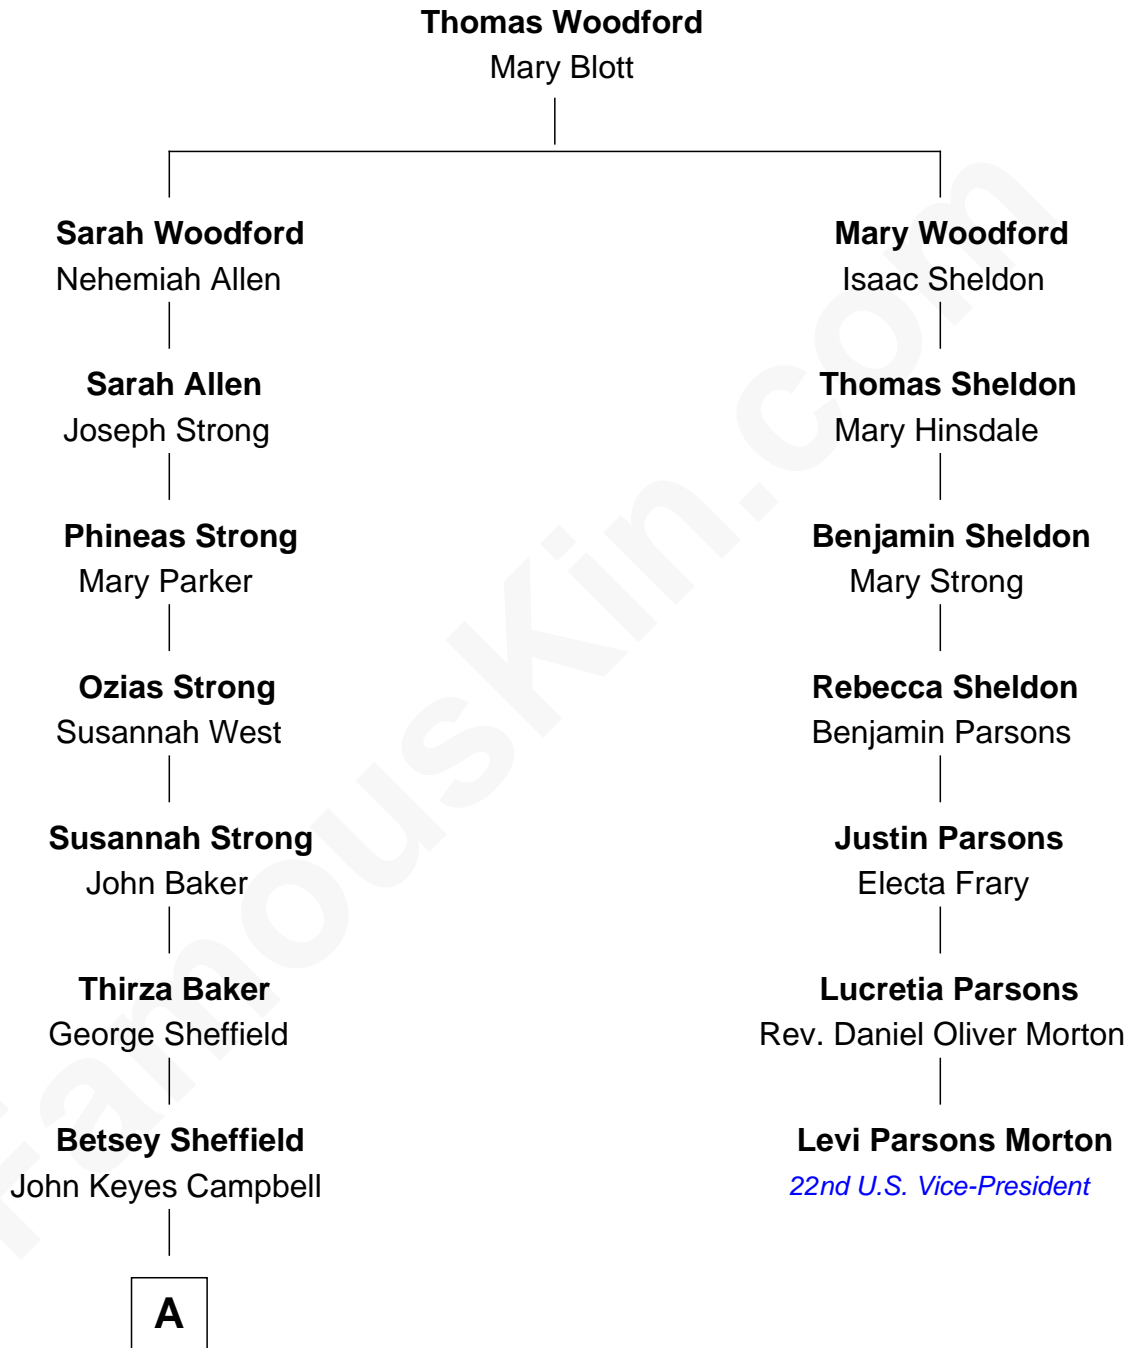 Thomas Woodford
Mary Blott
Sarah Woodford
Nehemiah Allen
Mary Woodford
Isaac Sheldon
Sarah Allen
Joseph Strong
Thomas Sheldon
Mary Hinsdale
Phineas Strong
Mary Parker
Benjamin Sheldon
Mary Strong
Ozias Strong
Susannah West
Rebecca Sheldon
Benjamin Parsons
Susannah Strong
John Baker
Justin Parsons
Electa Frary
Thirza Baker
George Sheffield
Lucretia Parsons
Rev. Daniel Oliver Morton
Betsey Sheffield
John Keyes Campbell
Levi Parsons Morton
22nd U.S. Vice-President
A
FamousKin.com